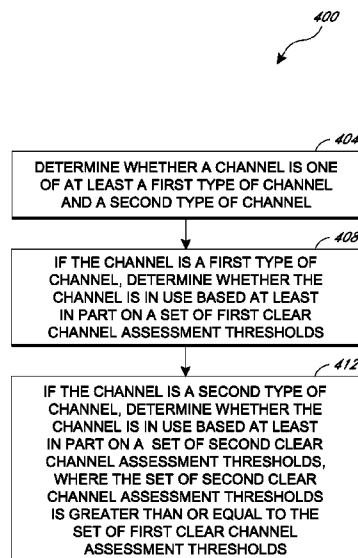 400
404
DETERMINE WHETHER A CHANNEL IS ONE
OF AT LEAST A FIRST TYPE OF CHANNEL
AND A SECOND TYPE OF CHANNEL
408
IF THE CHANNEL IS A FIRST TYPE OF
CHANNEL, DETERMINE WHETHER THE
CHANNEL IS IN USE BASED AT LEAST
IN PART ON A SET OF FIRST CLEAR
CHANNEL ASSESSMENT THRESHOLDS
412
IF THE CHANNEL IS A SECOND TYPE OF
CHANNEL, DETERMINE WHETHER THE
CHANNEL IS IN USE BASED AT LEAST
IN PART ON A SET OF SECOND CLEAR
CHANNEL ASSESSMENT THRESHOLDS,
WHERE THE SET OF SECOND CLEAR
CHANNEL ASSESSMENT THRESHOLDS
IS GREATER THAN OR EQUAL TO THE
SET OF FIRST CLEAR CHANNEL
ASSESSMENT THRESHOLDS